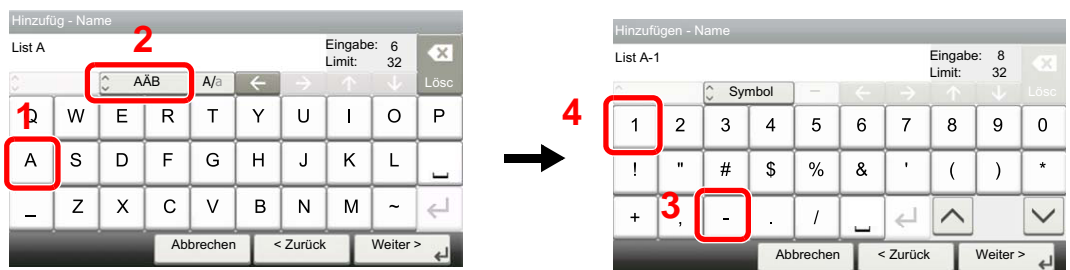 Hinzufüg - Name
List A
2
Eingabe: 6
Limit: 32
AÄB A/a ← → ↑ ↓ Lösc
1
Q W E R T Y U I O P
A S D F G H J K L
_ Z X C V B N M ~
Abbrechen < Zurück Weiter >
Hinzufügen - Name
List A-1
Eingabe: 8
Limit: 32
Symbol ← → ↑ ↓ Lösc
4
1 2 3 4 5 6 7 8 9 0
! " # $ % & ' ( ) *
3
+ , - . /
Abbrechen < Zurück Weiter >